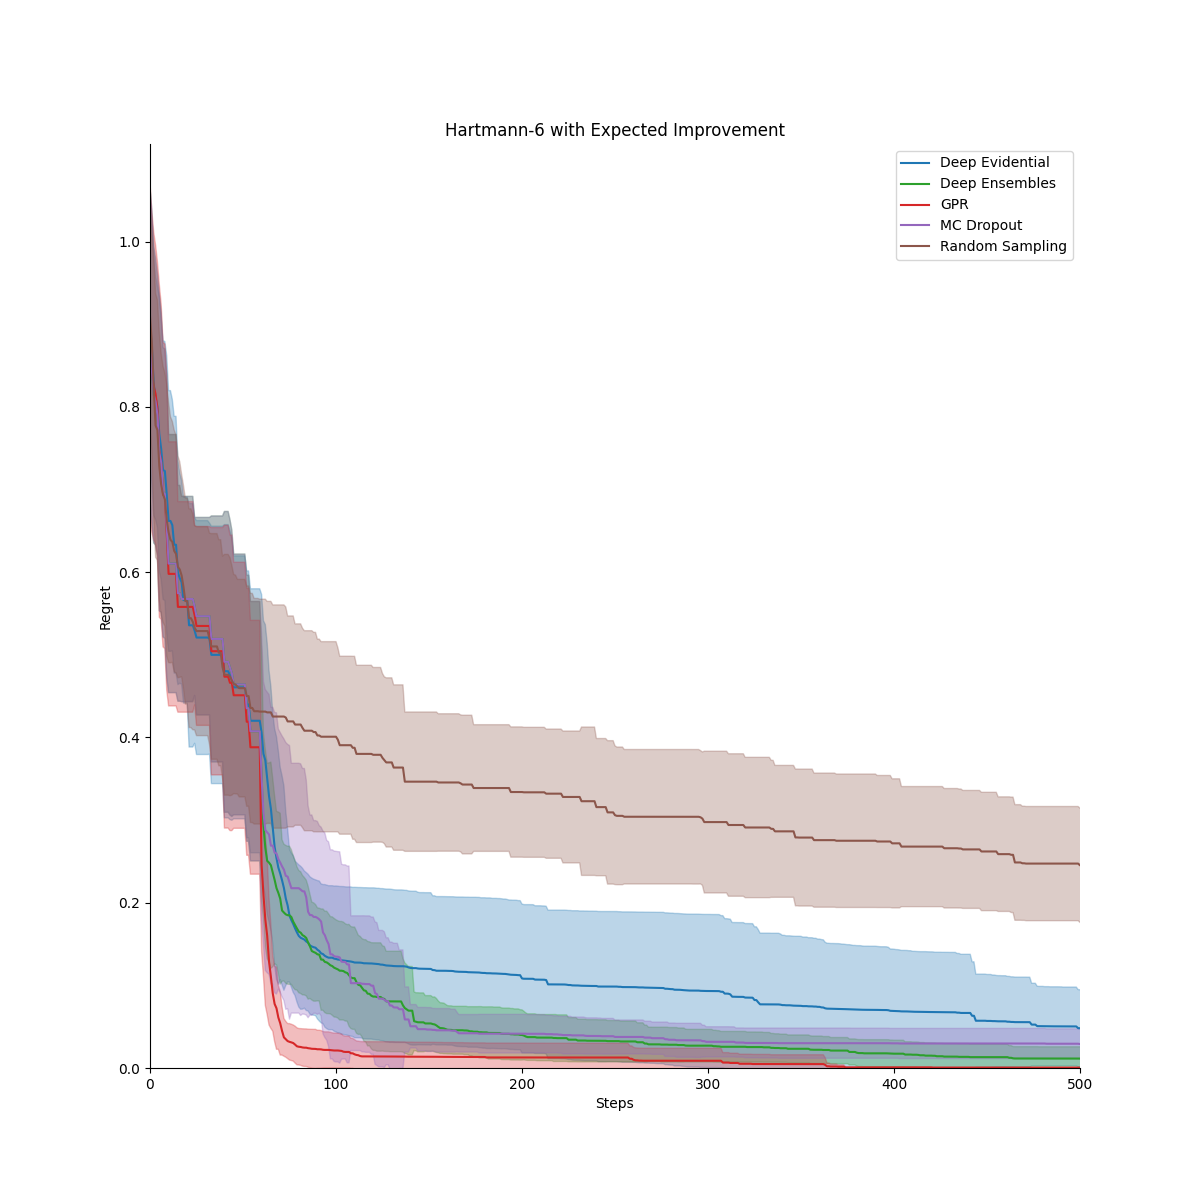 Hartmann-6 with Expected Improvement
Deep Evidential
Deep Ensembles
GPR
MC Dropout
Random Sampling
Regret
1.0
0.8
0.6
0.4
0.2
0.0
0 100 200 300 400 500
Steps